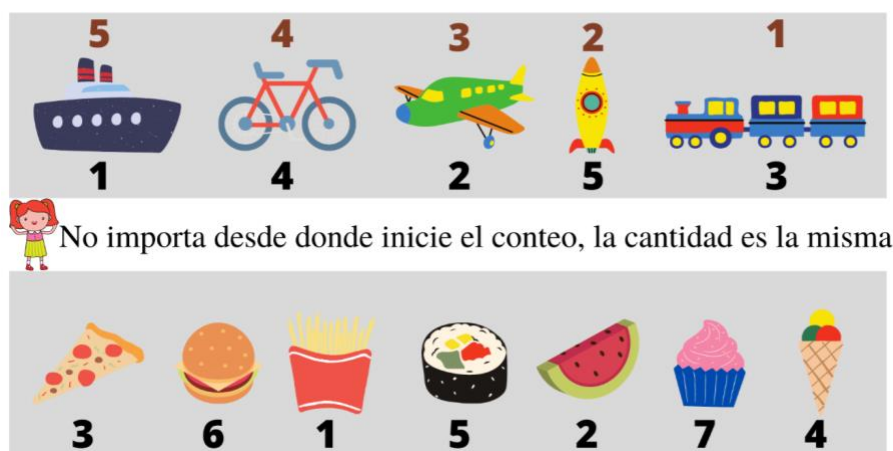 5 4 3 2 1
1 4 2 5 3
No importa desde donde inicie el conteo, la cantidad es la misma
3 6 1 5 2 7 4